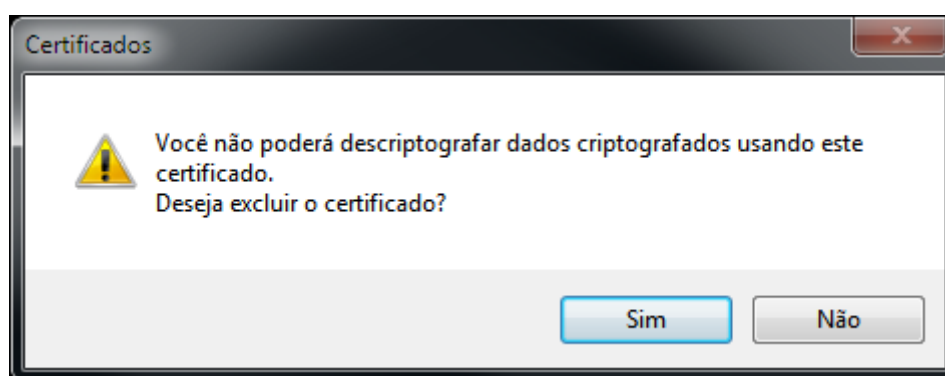 Certificados
Você não poderá descriptografar dados criptografados usando este
certificado.
Deseja excluir o certificado?
Sim
Não